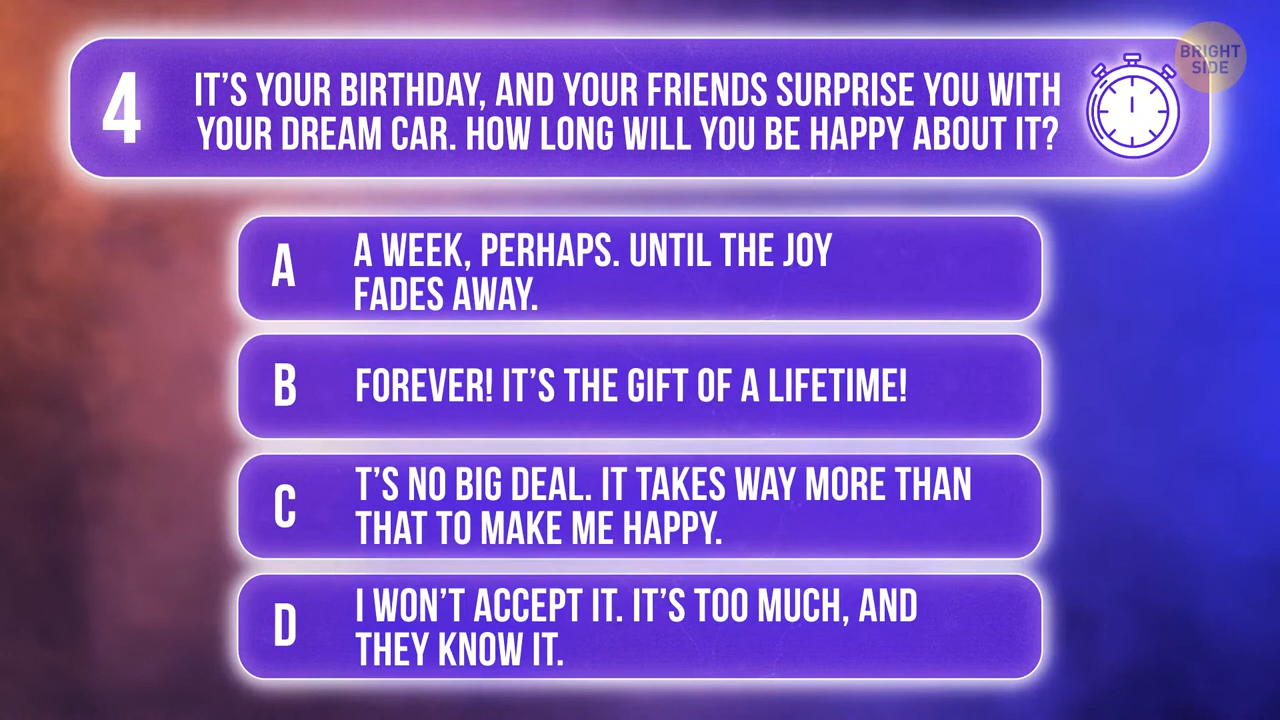 BRIGHT
SIDE
4
IT'S YOUR BIRTHDAY, AND YOUR FRIENDS SURPRISE YOU WITH
YOUR DREAM CAR. HOW LONG WILL YOU BE HAPPY ABOUT IT?
A
A WEEK, PERHAPS. UNTIL THE JOY
FADES AWAY.
B
FOREVER! IT'S THE GIFT OF A LIFETIME!
C
T'S NO BIG DEAL. IT TAKES WAY MORE THAN
THAT TO MAKE ME HAPPY.
D
I WON'T ACCEPT IT. IT'S TOO MUCH, AND
THEY KNOW IT.